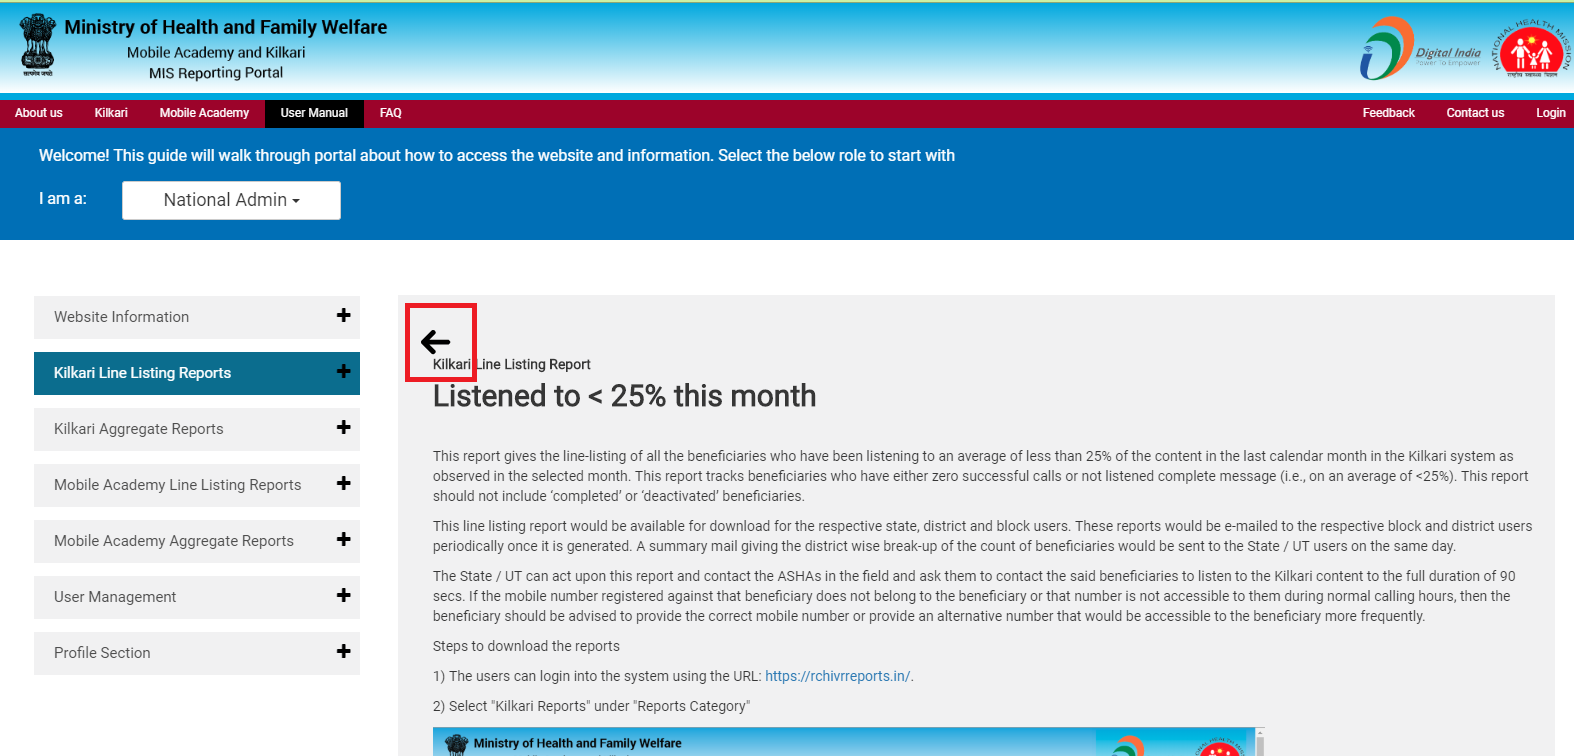 Ministry of Health and Family Welfare
Mobile Academy and Kilkari
MIS Reporting Portal
सत्यमेव जयते
Digital India
Power To Empower
NATIONAL HEALTH MISSION
राष्ट्रीय स्वास्थ्य मिशन
About us Kilkari Mobile Academy User Manual FAQ Feedback Contact us Login
Welcome! This guide will walk through portal about how to access the website and information. Select the below role to start with
I am a: National Admin
Website Information
Kilkari Line Listing Reports
Kilkari Aggregate Reports
Mobile Academy Line Listing Reports
Mobile Academy Aggregate Reports
User Management
Profile Section
Kilkari Line Listing Report
Listened to < 25% this month
This report gives the line-listing of all the beneficiaries who have been listening to an average of less than 25% of the content in the last calendar month in the Kilkari system as
observed in the selected month. This report tracks beneficiaries who have either zero successful calls or not listened complete message (i.e., on an average of <25%). This report
should not include ‘completed’ or ‘deactivated’ beneficiaries.
This line listing report would be available for download for the respective state, district and block users. These reports would be e-mailed to the respective block and district users
periodically once it is generated. A summary mail giving the district wise break-up of the count of beneficiaries would be sent to the State / UT users on the same day.
The State / UT can act upon this report and contact the ASHAs in the field and ask them to contact the said beneficiaries to listen to the Kilkari content to the full duration of 90
secs. If the mobile number registered against that beneficiary does not belong to the beneficiary or that number is not accessible to them during normal calling hours, then the
beneficiary should be advised to provide the correct mobile number or provide an alternative number that would be accessible to the beneficiary more frequently.
Steps to download the reports
1) The users can login into the system using the URL: https://rchivrreports.in/.
2) Select "Kilkari Reports" under "Reports Category"
Ministry of Health and Family Welfare